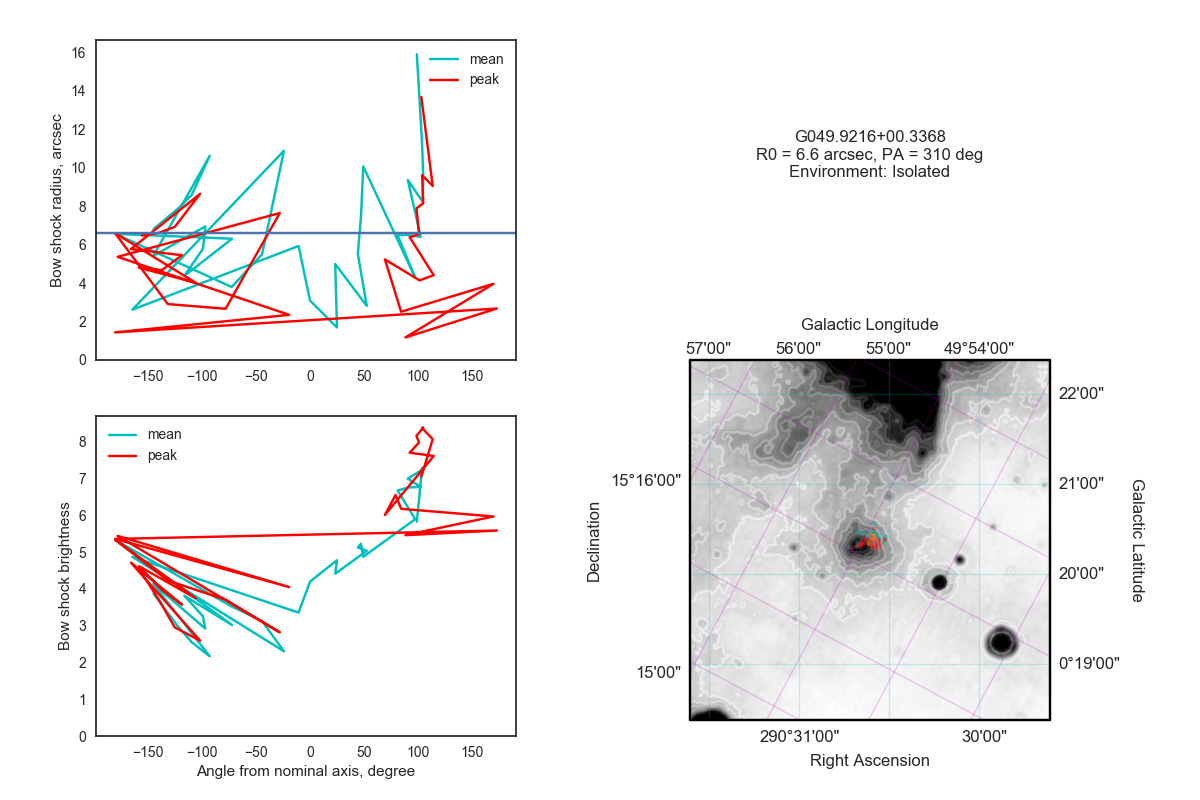 16
14
12
10
8
6
4
2
0
Bow shock radius, arcsec
mean
peak
−150
−100
−50
0
50
100
150
8
7
6
5
4
3
2
1
0
Bow shock brightness
mean
peak
−150
−100
−50
0
50
100
150
Angle from nominal axis, degree
G049.9216+00.3368
R0 = 6.6 arcsec, PA = 310 deg
Environment: Isolated
Galactic Longitude
57'00" 56'00" 55'00" 49°54'00"
22'00"
21'00"
20'00"
0°19'00"
Galactic Latitude
15°16'00"
15'00"
Declination
290°31'00" 30'00"
Right Ascension